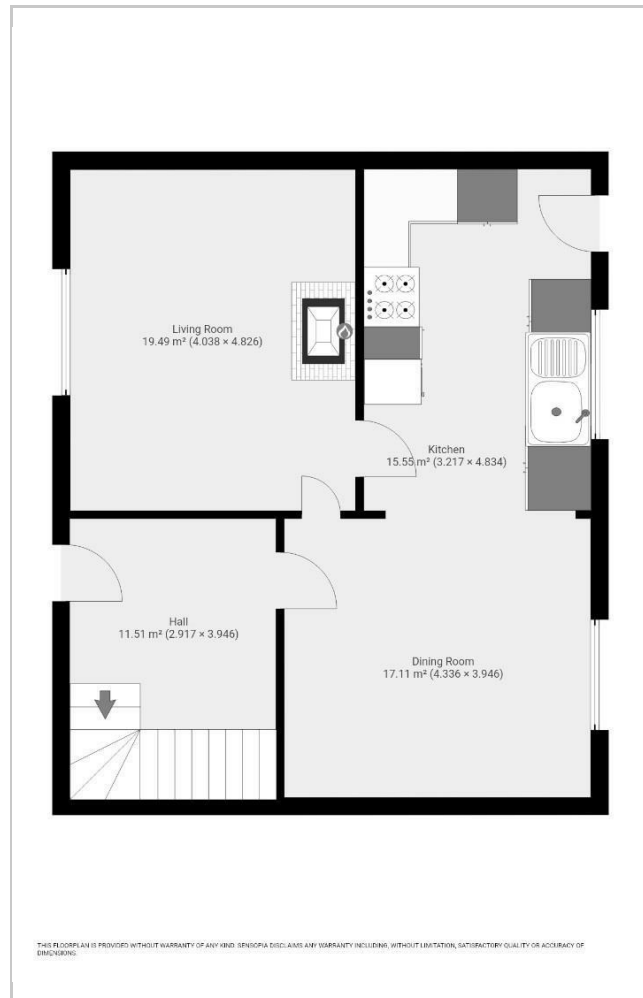 Living Room
19.49 m² (4.038 × 4.826)
Kitchen
15.55 m² (3.217 × 4.834)
Hall
11.51 m² (2.917 × 3.946)
Dining Room
17.11 m² (4.336 × 3.946)
THIS FLOORPLAN IS PROVIDED WITHOUT WARRANTY OF ANY KIND. SENSOPIA DISCLAIMS ANY WARRANTY INCLUDING, WITHOUT LIMITATION, SATISFACTORY QUALITY OR ACCURACY OF
DIMENSIONS.